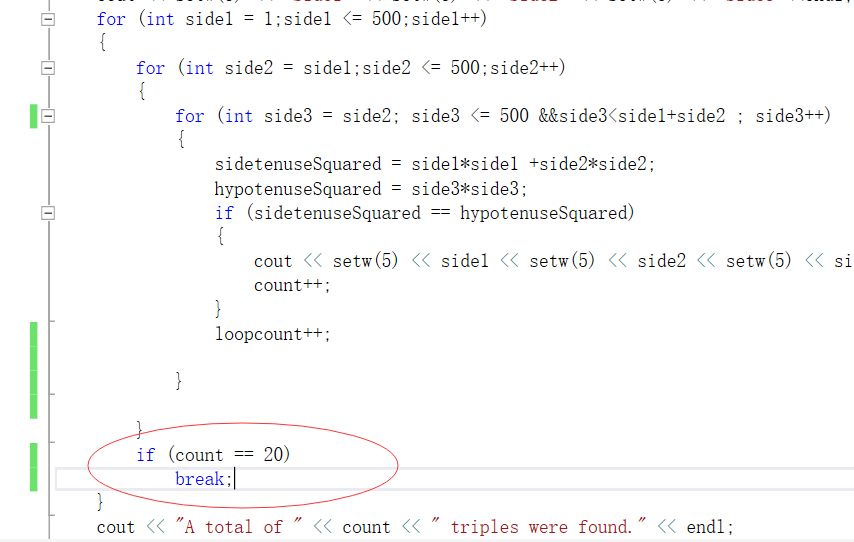 for (int side1 = 1;side1 <= 500;side1++)
{
for (int side2 = side1;side2 <= 500;side2++)
{
for (int side3 = side2; side3 <= 500 &&side3<side1+side2 ; side3++)
{
sidetenuseSquared = side1*side1 +side2*side2;
hypotenuseSquared = side3*side3;
if (sidetenuseSquared == hypotenuseSquared)
{
cout << setw(5) << side1 << setw(5) << side2 << setw(5) << si
count++;
}
loopcount++;
}
}
if (count == 20)
break;
}
cout << "A total of " << count << " triples were found." << endl;